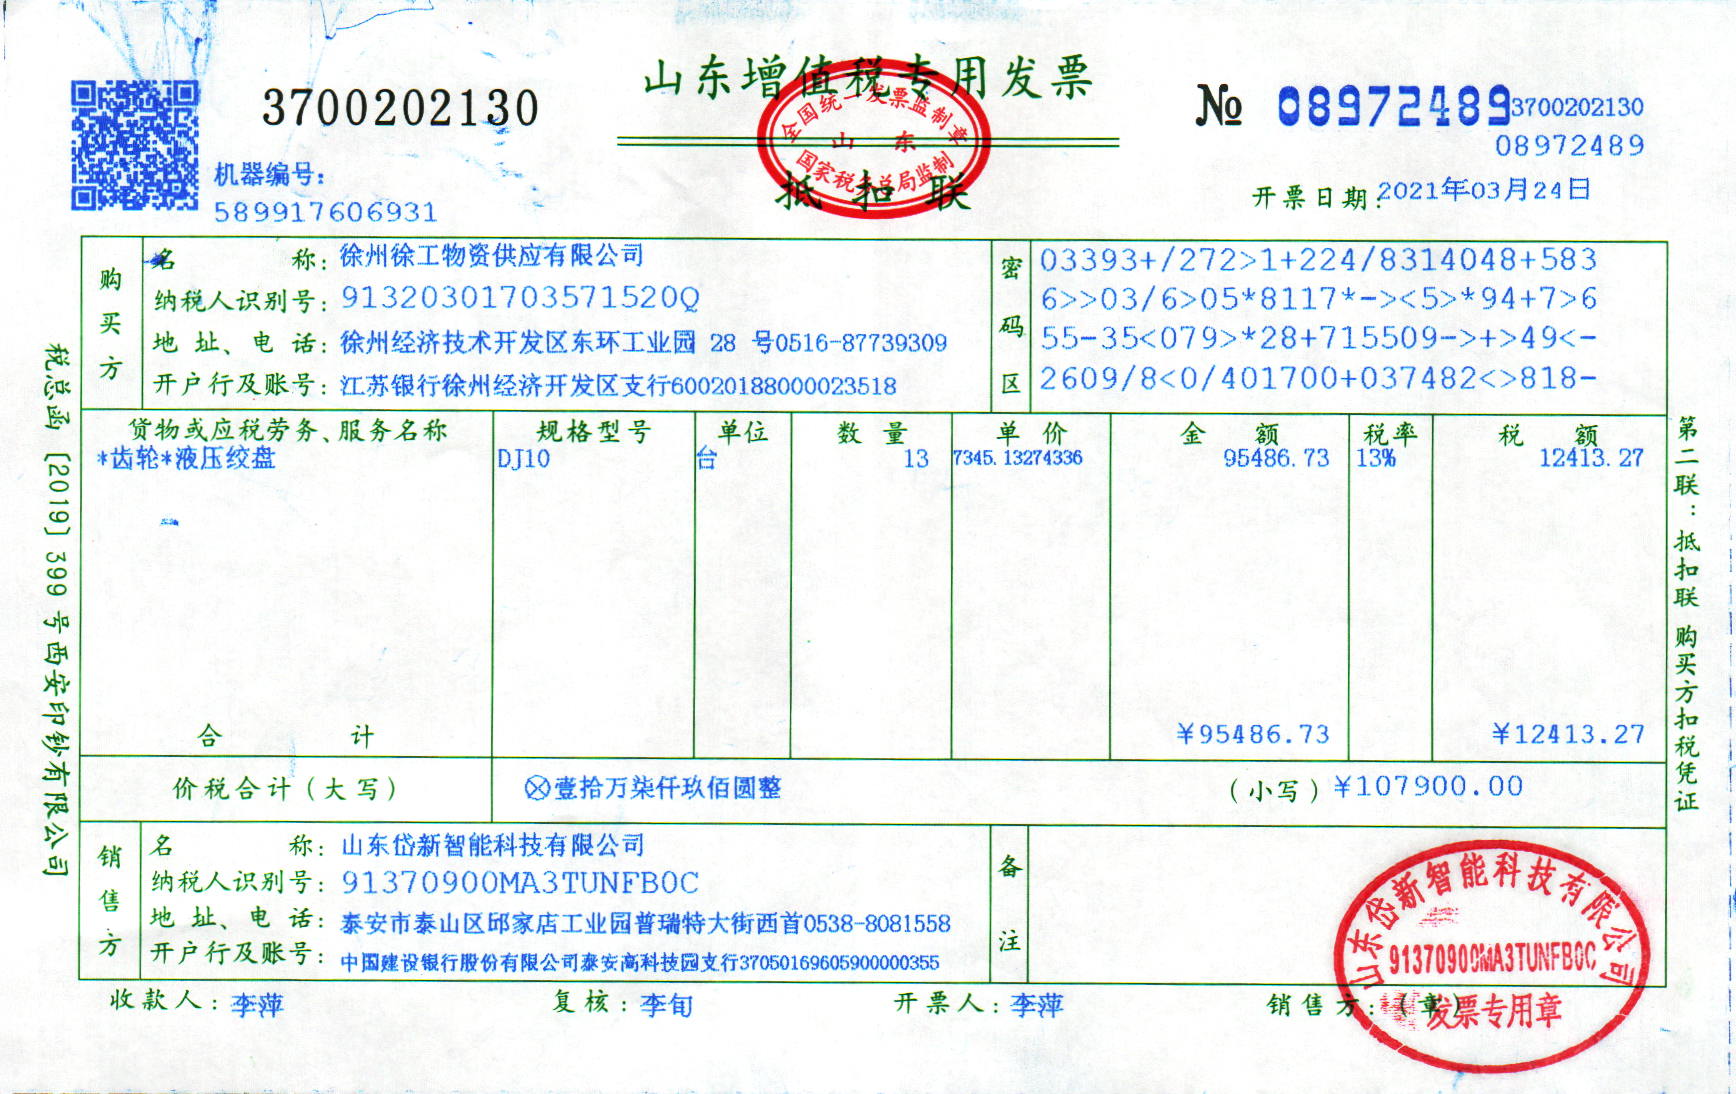 山东增值税专用发票
3700202130
№ 08972489
3700202130
08972489
全国统一发票监制章
山东
国家税务总局监制
抵扣联
机器编号：
589917606931
开票日期：2021年03月24日
购买方
名称：徐州徐工物资供应有限公司
纳税人识别号：91320301703571520Q
地址、电话：徐州经济技术开发区东环工业园 28 号0516-87739309
开户行及账号：江苏银行徐州经济开发区支行60020188000023518
密码区
03393+/272>1+224/8314048+583
6>>03/6>05*8117*-><5>*94+7>6
55-35<079>*28+715509->+>49<-
2609/8<0/401700+037482<>818-
货物或应税劳务、服务名称 规格型号 单位 数量 单价 金额 税率 税额
*齿轮*液压绞盘 DJ10 台 13 7345.13274336 95486.73 13% 12413.27
合计 ¥95486.73 ¥12413.27
价税合计（大写） ⊗壹拾万柒仟玖佰圆整 （小写）¥107900.00
销售方
名称：山东岱新智能科技有限公司
纳税人识别号：91370900MA3TUNFB0C
地址、电话：泰安市泰山区邱家店工业园普瑞特大街西首0538-8081558
开户行及账号：中国建设银行股份有限公司泰安高科技园支行37050169605900000355
备注
收款人：李萍 复核：李旬 开票人：李萍 销售方：（章）
山东岱新智能科技有限公司
91370900MA3TUNFB0C
发票专用章
税总函〔2019〕399号西安印钞有限公司
第二联：抵扣联 购买方扣税凭证